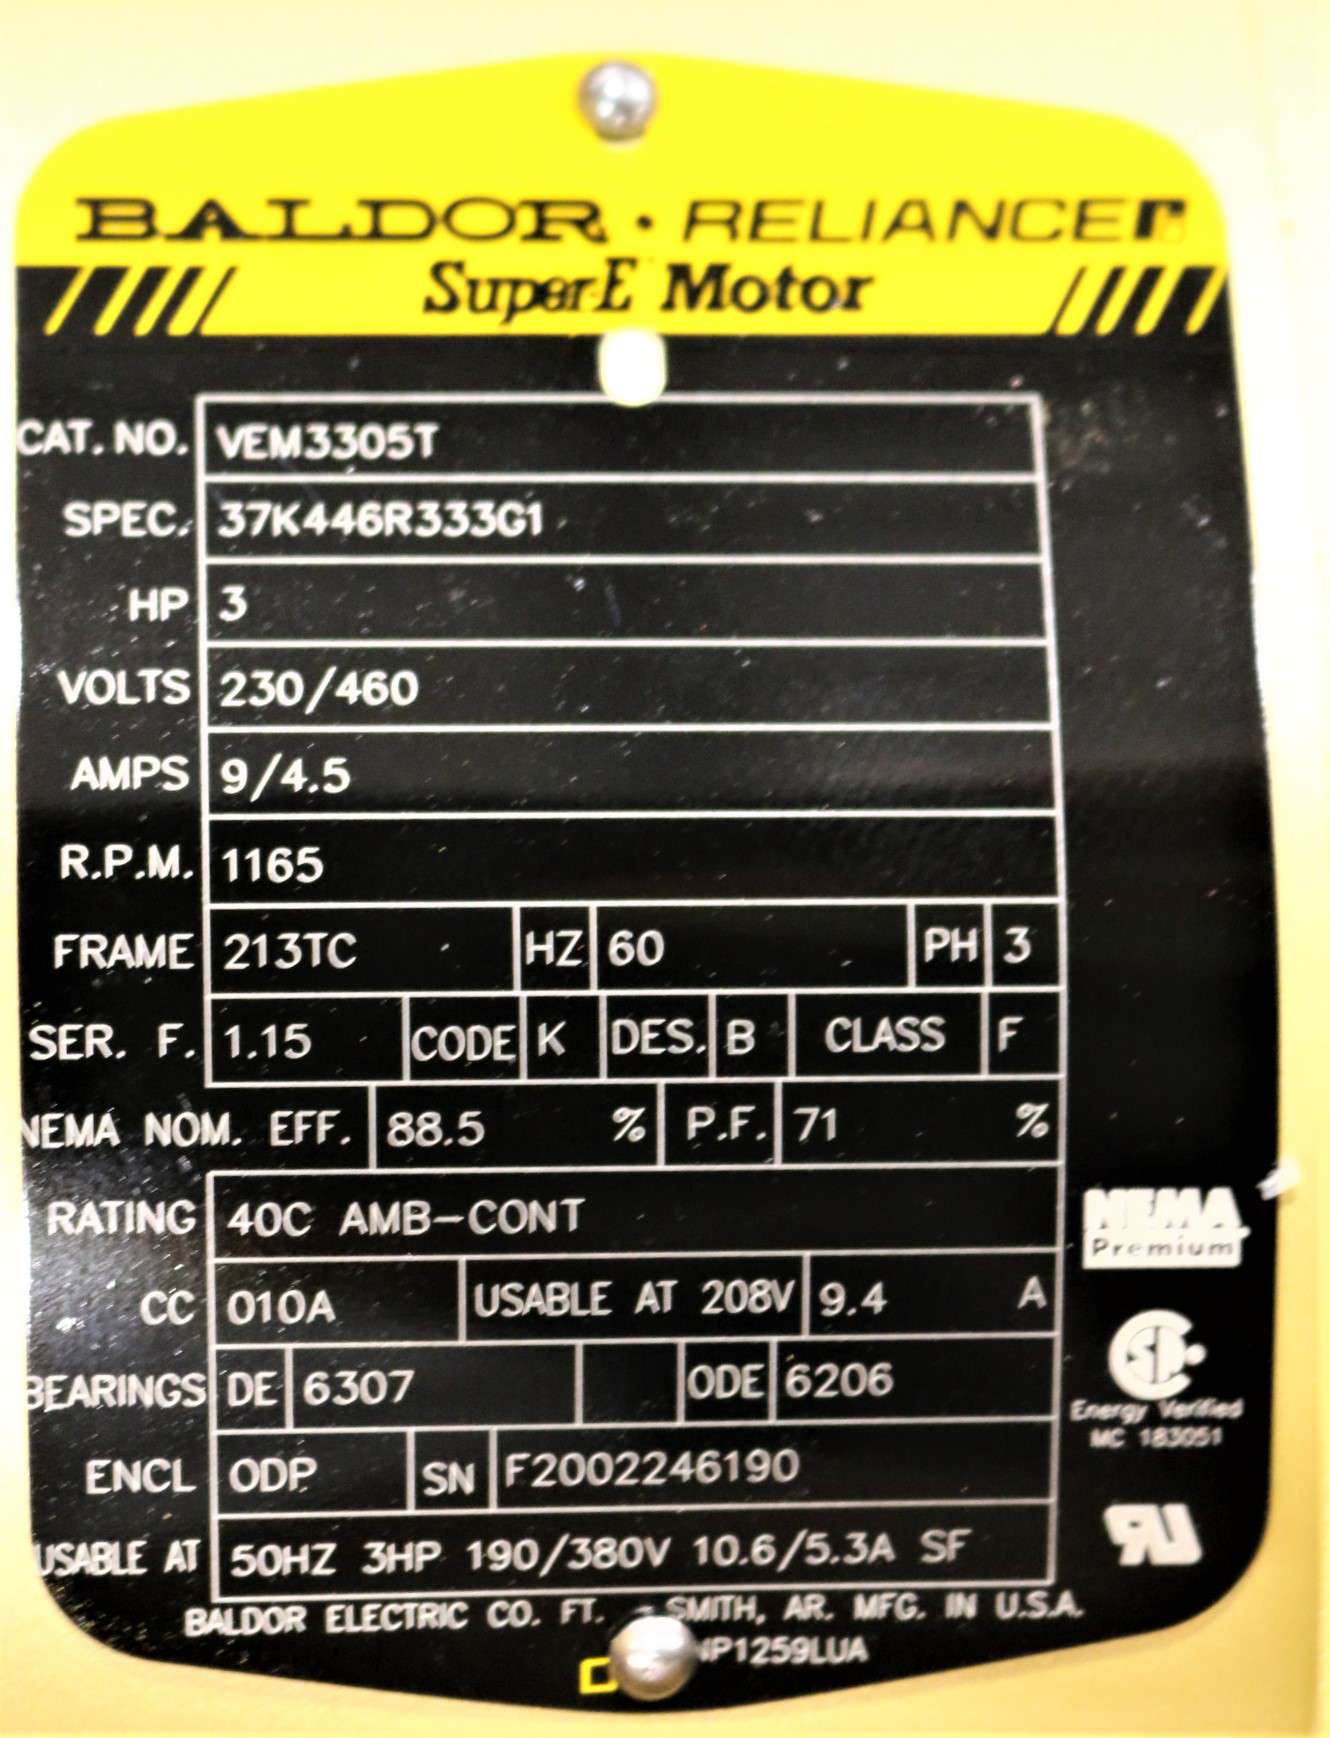 BALDOR · RELIANCE
Super-E Motor
CAT. NO. VEM3305T
SPEC. 37K446R333G1
HP 3
VOLTS 230/460
AMPS 9/4.5
R.P.M. 1165
FRAME 213TC HZ 60 PH 3
SER. F. 1.15 CODE K DES. B CLASS F
NEMA NOM. EFF. 88.5 % P.F. 71 %
RATING 40C AMB-CONT
NEMA
Premium
CC 010A USABLE AT 208V 9.4 A
BEARINGS DE 6307 ODE 6206
Energy Verified
MC 183051
ENCL ODP SN F2002246190
USABLE AT 50HZ 3HP 190/380V 10.6/5.3A SF
BALDOR ELECTRIC CO. FT. SMITH, AR. MFG. IN U.S.A.
NP1259LUA